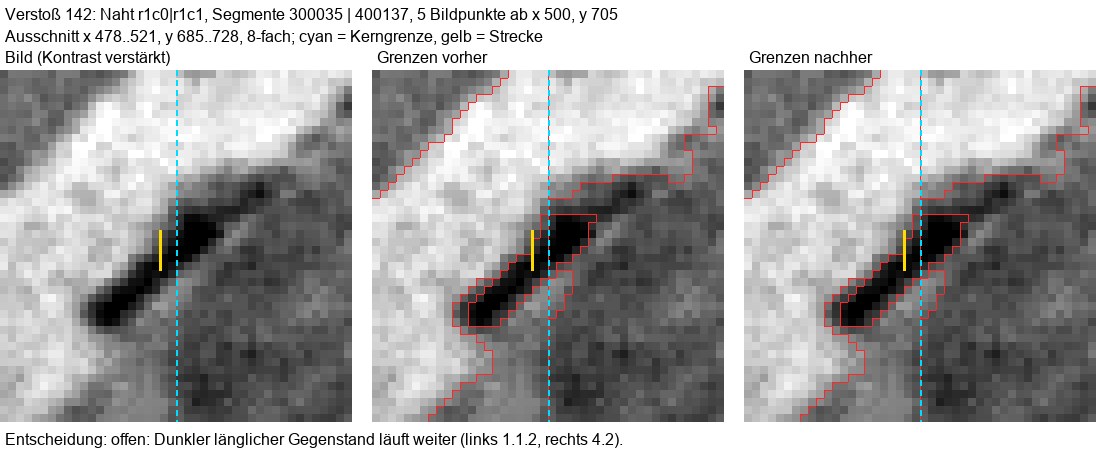 Verstoß 142: Naht r1c0|r1c1, Segmente 300035 | 400137, 5 Bildpunkte ab x 500, y 705
Ausschnitt x 478..521, y 685..728, 8-fach; cyan = Kerngrenze, gelb = Strecke
Bild (Kontrast verstärkt) Grenzen vorher Grenzen nachher
Entscheidung: offen: Dunkler länglicher Gegenstand läuft weiter (links 1.1.2, rechts 4.2).